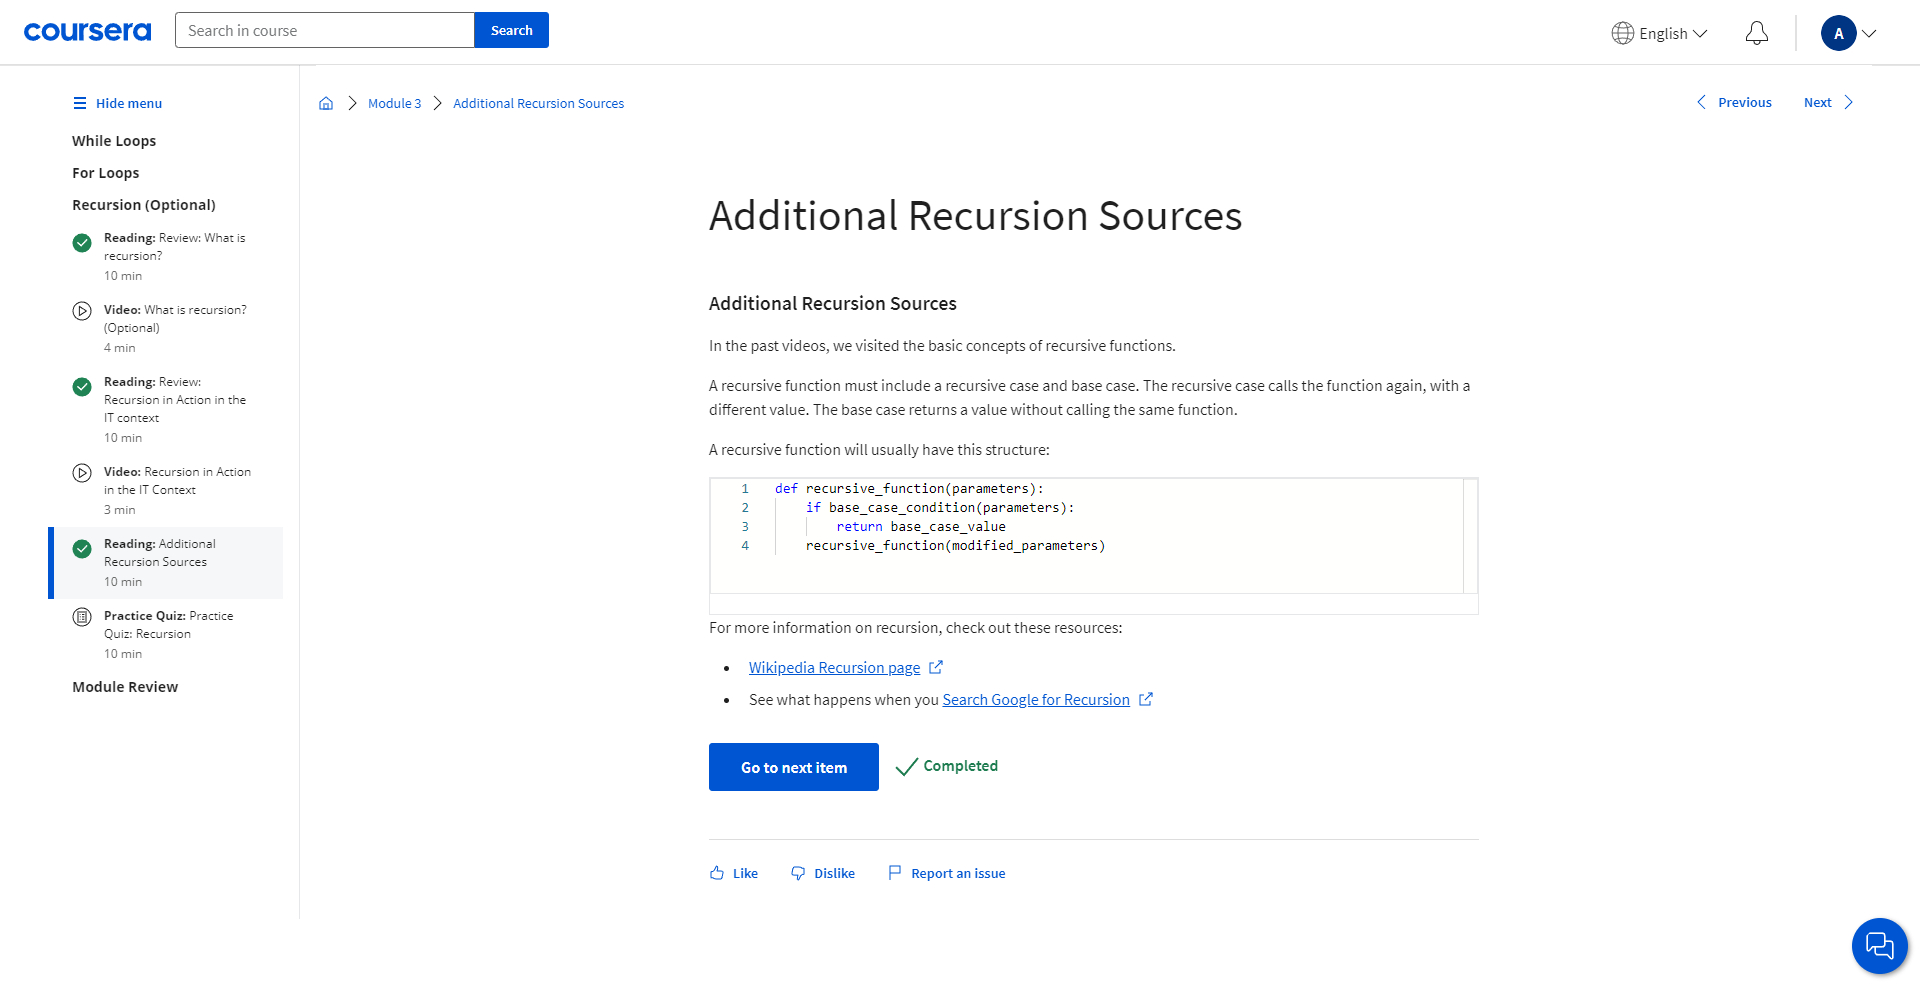 coursera
Search in course
Search
English
A
Hide menu
While Loops
For Loops
Recursion (Optional)
Reading: Review: What is
recursion?
10 min
Video: What is recursion?
(Optional)
4 min
Reading: Review:
Recursion in Action in the
IT context
10 min
Video: Recursion in Action
in the IT Context
3 min
Reading: Additional
Recursion Sources
10 min
Practice Quiz: Practice
Quiz: Recursion
10 min
Module Review
Module 3
Additional Recursion Sources
Previous
Next
Additional Recursion Sources
Additional Recursion Sources
In the past videos, we visited the basic concepts of recursive functions.
A recursive function must include a recursive case and base case. The recursive case calls the function again, with a
different value. The base case returns a value without calling the same function.
A recursive function will usually have this structure:
1 def recursive_function(parameters):
2 if base_case_condition(parameters):
3 return base_case_value
4 recursive_function(modified_parameters)
For more information on recursion, check out these resources:
Wikipedia Recursion page
See what happens when you Search Google for Recursion
Go to next item
Completed
Like
Dislike
Report an issue